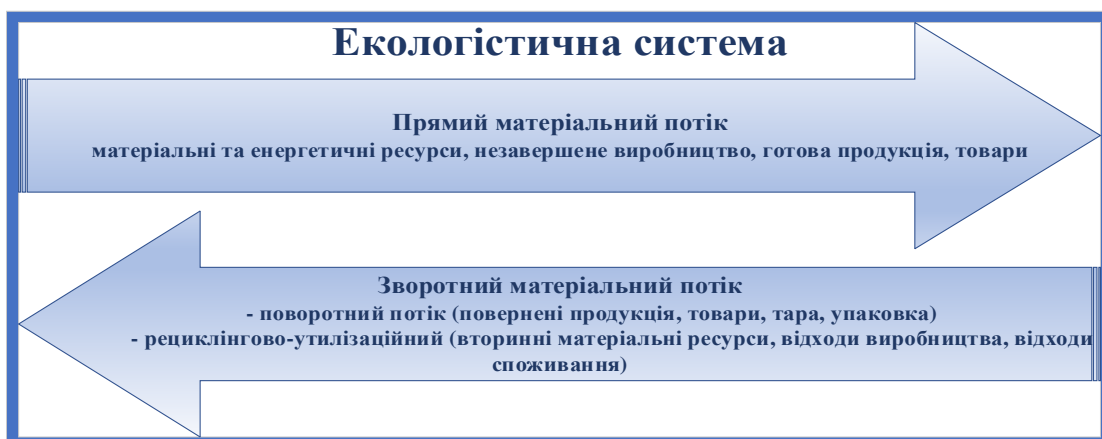 Екологістична система
Прямий матеріальний потік
матеріальні та енергетичні ресурси, незавершене виробництво, готова продукція, товари
Зворотний матеріальний потік
- поворотний потік (повернені продукція, товари, тара, упаковка)
- рециклінгово-утилізаційний (вторинні матеріальні ресурси, відходи виробництва, відходи
споживання)